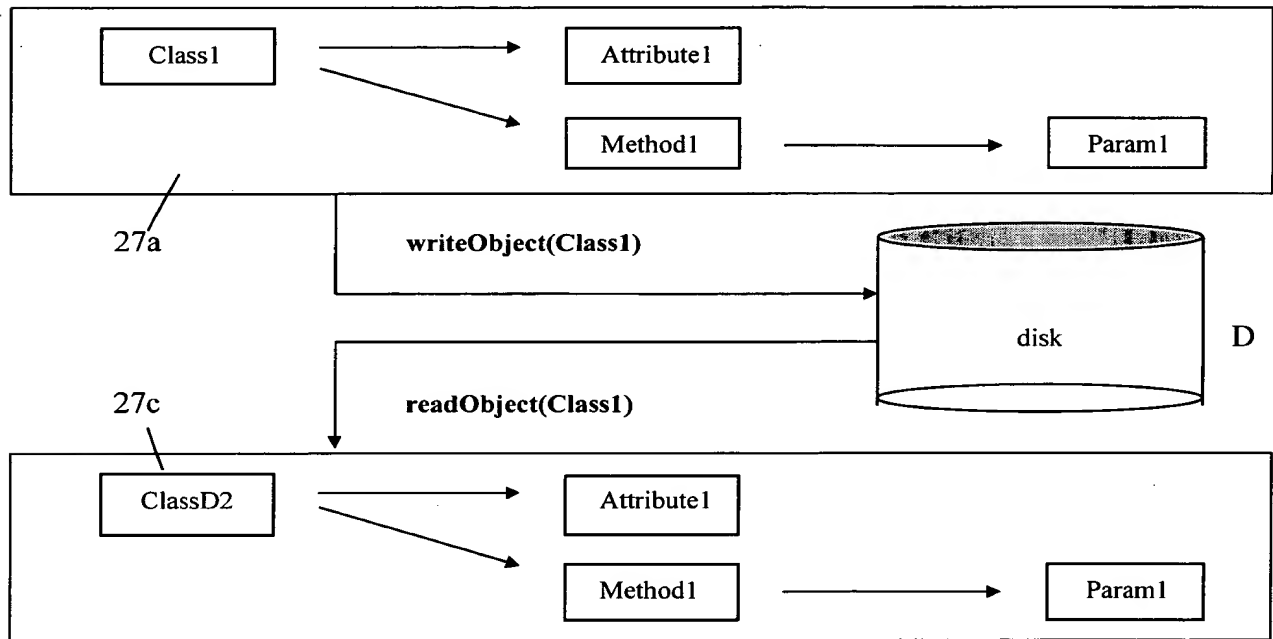 Class1
Attribute1
Method1
Param1
27a
writeObject(Class1)
disk
D
27c
readObject(Class1)
ClassD2
Attribute1
Method1
Param1